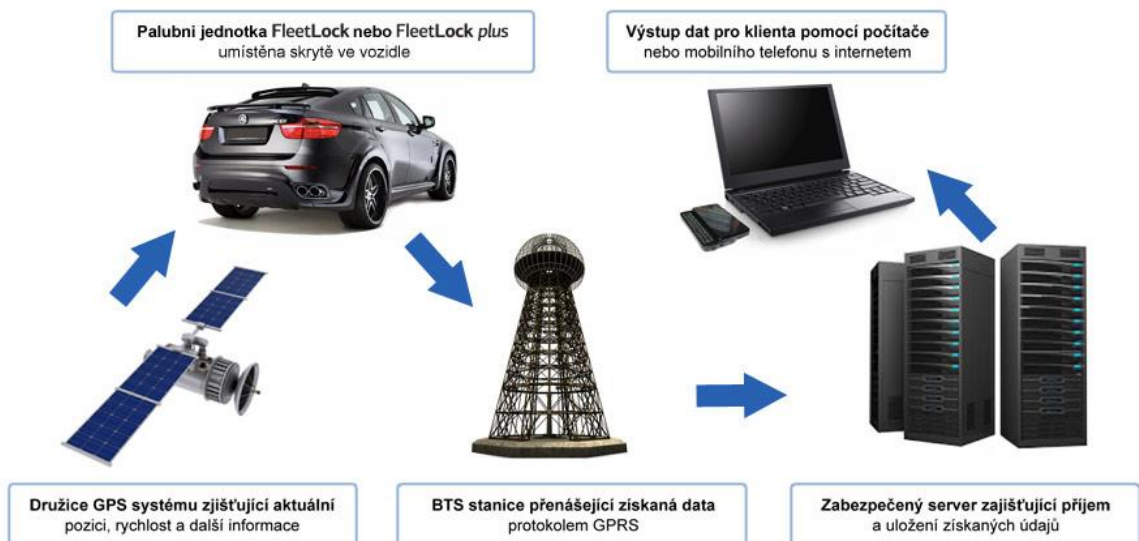 Palubní jednotka FleetLock nebo FleetLock plus
umístěna skrytě ve vozidle
Výstup dat pro klienta pomocí počítače
nebo mobilního telefonu s internetem
Družice GPS systému zjišťující aktuální
pozici, rychlost a další informace
BTS stanice přenášející získaná data
protokolem GPRS
Zabezpečený server zajišťující příjem
a uložení získaných údajů